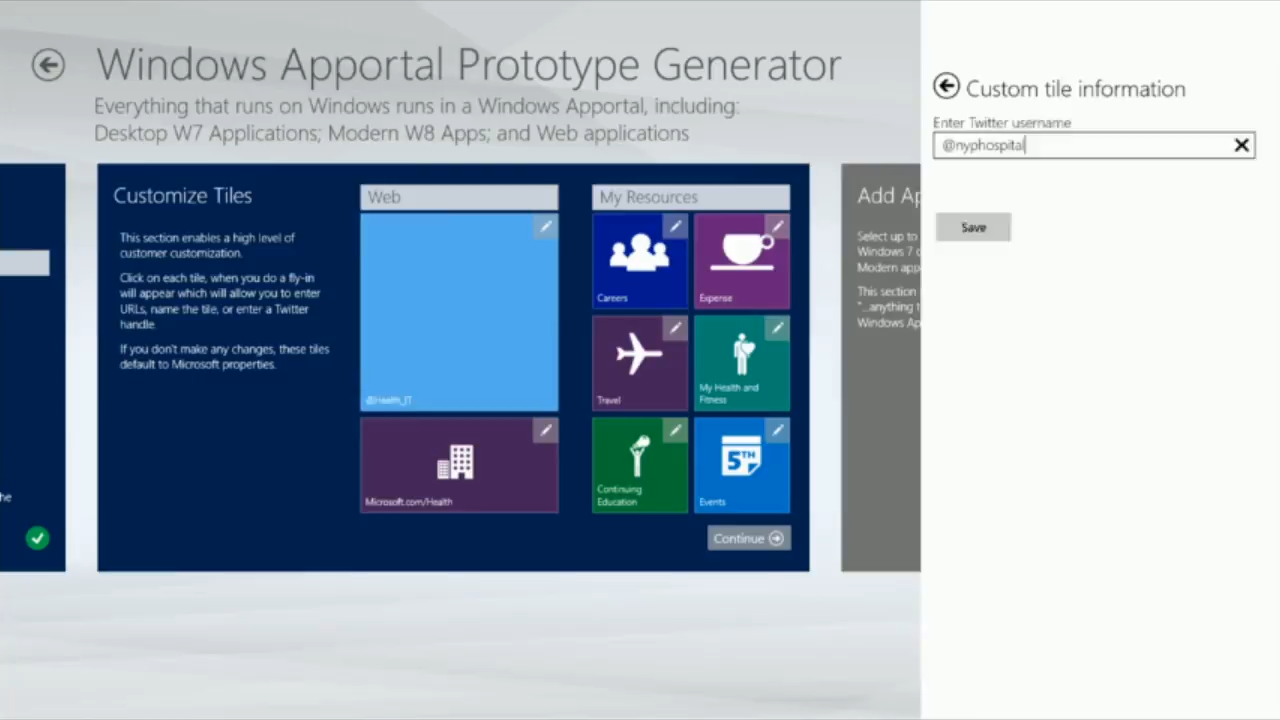 Windows Apportal Prototype Generator
Everything that runs on Windows runs in a Windows Apportal, including:
Desktop W7 Applications; Modern W8 Apps; and Web applications
he
Customize Tiles
This section enables a high level of
customer customization.
Click on each tile, when you do a fly-in
will appear which will allow you to enter
URLs, name the tile, or enter a Twitter
handle.
If you don't make any changes, these tiles
default to Microsoft properties.
Web
@Health_IT
Microsoft.com/Health
My Resources
Careers
Expense
Travel
My Health and
Fitness
Continuing
Education
5TH
Events
Continue
Add Ap
Select up to
Windows 7 o
Modern app
This section
"...anything t
Windows Ap
Custom tile information
Enter Twitter username
@nyphospital
Save